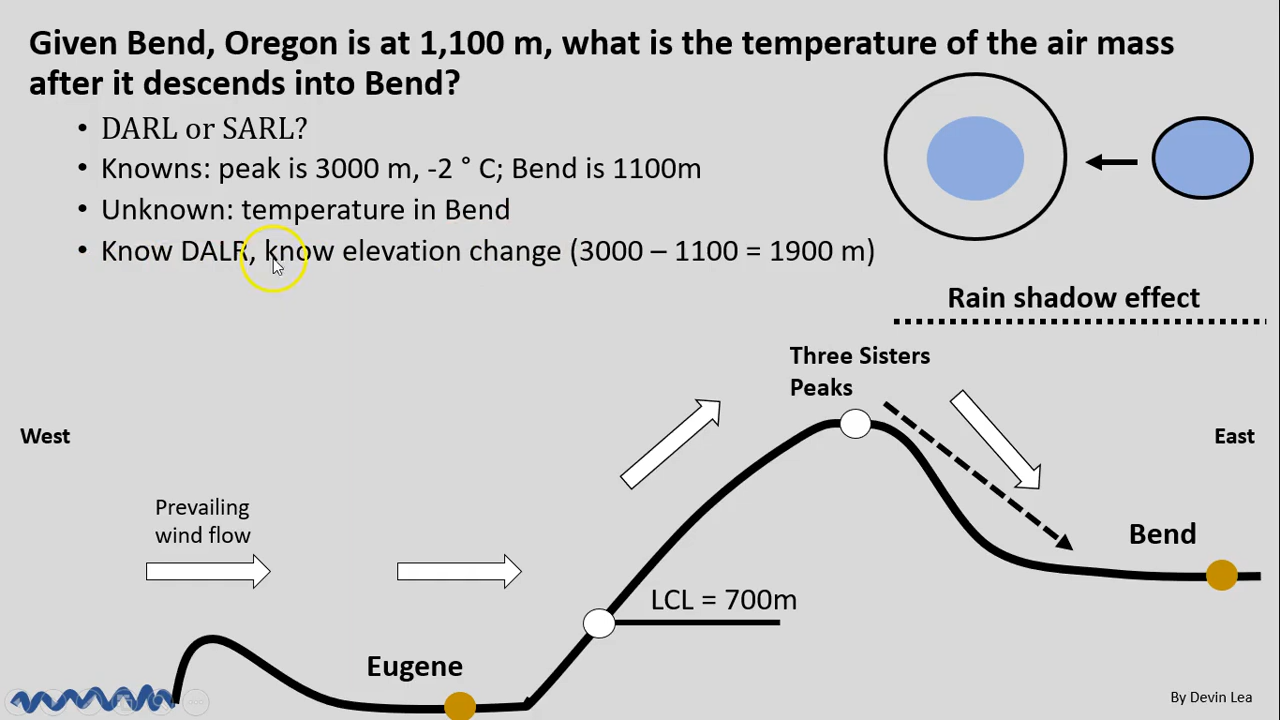 Given Bend, Oregon is at 1,100 m, what is the temperature of the air mass
after it descends into Bend?
• DARL or SARL?
• Knowns: peak is 3000 m, -2 ° C; Bend is 1100m
• Unknown: temperature in Bend
• Know DALR, know elevation change (3000 – 1100 = 1900 m)
Rain shadow effect
Three Sisters
Peaks
West
East
Prevailing
wind flow
Bend
LCL = 700m
Eugene
By Devin Lea